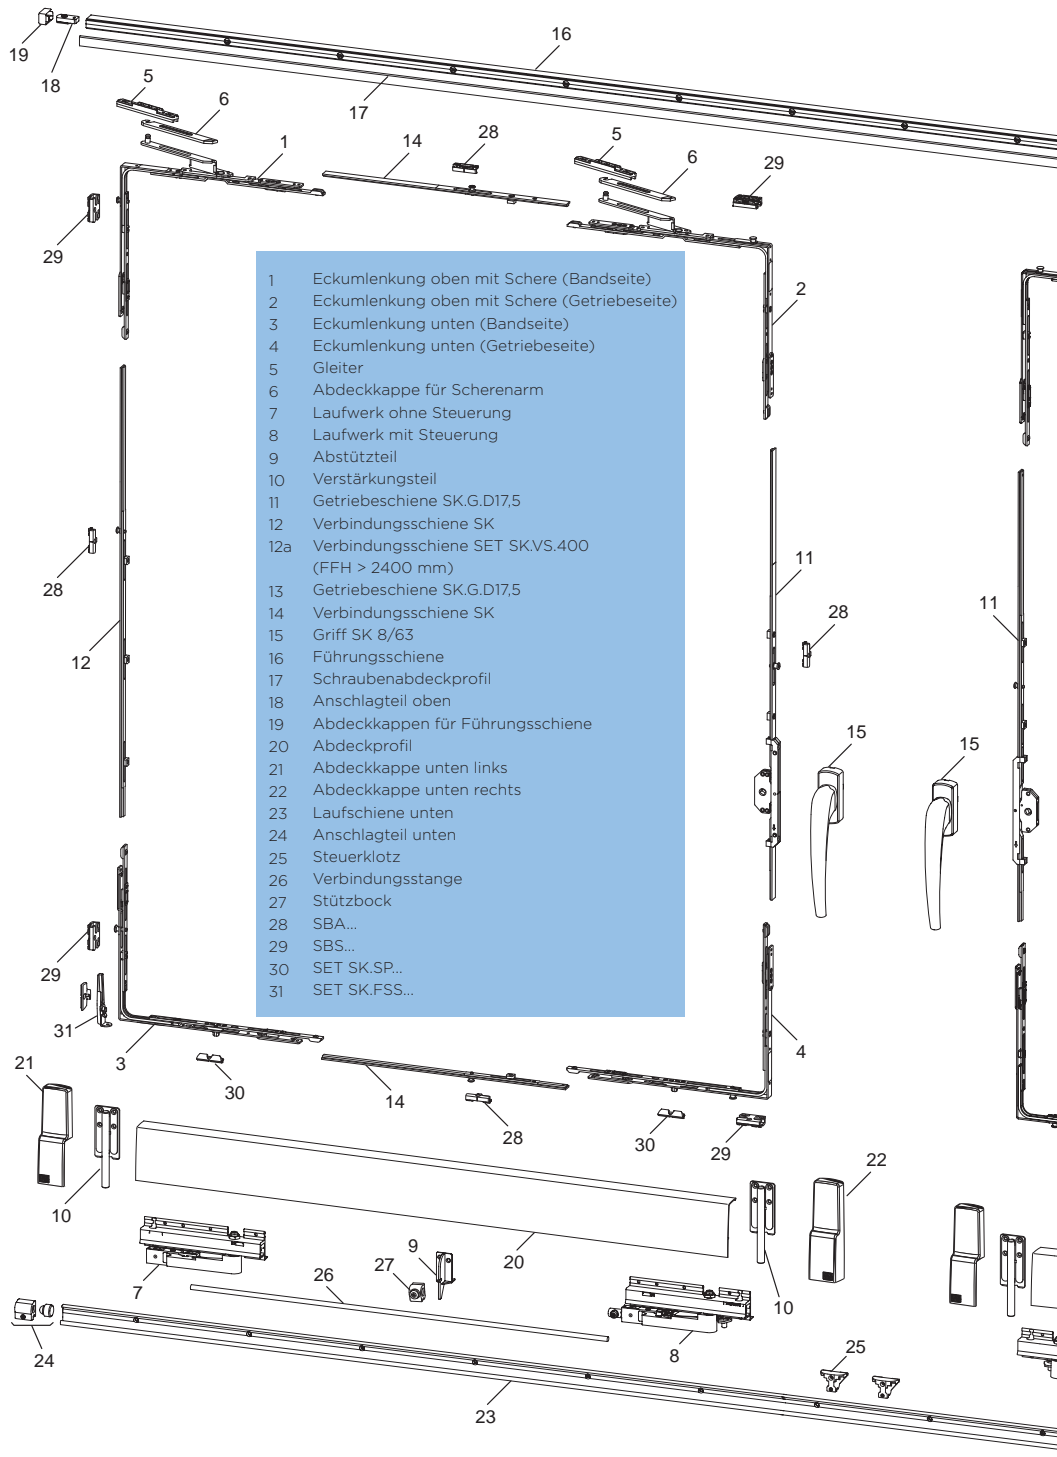 19
18
16
17
5
6
1
14
28
5
6
29
29
2
1 Eckumlenkung oben mit Schere (Bandseite)
2 Eckumlenkung oben mit Schere (Getriebeseite)
3 Eckumlenkung unten (Bandseite)
4 Eckumlenkung unten (Getriebeseite)
5 Gleiter
6 Abdeckkappe für Scherenarm
7 Laufwerk ohne Steuerung
8 Laufwerk mit Steuerung
9 Abstützteil
10 Verstärkungsteil
11 Getriebeschiene SK.G.D17,5
12 Verbindungsschiene SK
12a Verbindungsschiene SET SK.VS.400
(FFH > 2400 mm)
13 Getriebeschiene SK.G.D17,5
14 Verbindungsschiene SK
15 Griff SK 8/63
16 Führungsschiene
17 Schraubenabdeckprofil
18 Anschlagteil oben
19 Abdeckkappen für Führungsschiene
20 Abdeckprofil
21 Abdeckkappe unten links
22 Abdeckkappe unten rechts
23 Laufschiene unten
24 Anschlagteil unten
25 Steuerklotz
26 Verbindungsstange
27 Stützbock
28 SBA...
29 SBS...
30 SET SK.SP...
31 SET SK.FSS...
28
12
11
28
11
15
15
29
31
3
30
14
28
30
29
4
21
10
22
10
20
7
26
27
9
8
24
23
25